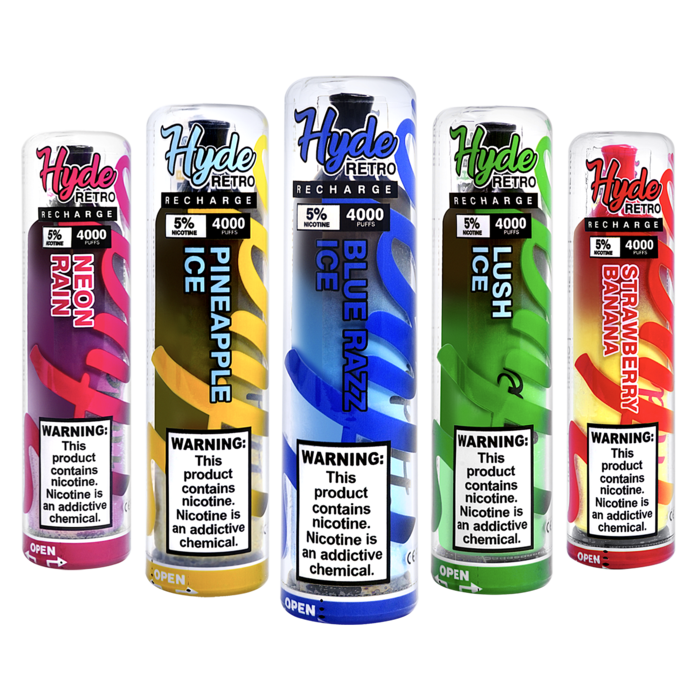 Hyde
RETRO
RECHARGE
5%
NICOTINE
4000
PUFFS
NEON
RAIN
WARNING:
This
product
contains
nicotine.
Nicotine is
an addictive
chemical.
OPEN
Hyde
RETRO
RECHARGE
5%
NICOTINE
4000
PUFFS
PINEAPPLE
ICE
WARNING:
This
product
contains
nicotine.
Nicotine is
an addictive
chemical.
OPEN
Hyde
RETRO
RECHARGE
5%
NICOTINE
4000
PUFFS
BLUE RAZZ
ICE
WARNING:
This
product
contains
nicotine.
Nicotine is
an addictive
chemical.
OPEN
Hyde
RETRO
RECHARGE
5%
NICOTINE
4000
PUFFS
LUSH
ICE
WARNING:
This
product
contains
nicotine.
Nicotine is
an addictive
chemical.
OPEN
Hyde
RETRO
RECHARGE
5%
NICOTINE
4000
PUFFS
STRAWBERRY
BANANA
WARNING:
This
product
contains
nicotine.
Nicotine is
an addictive
chemical.
OPEN